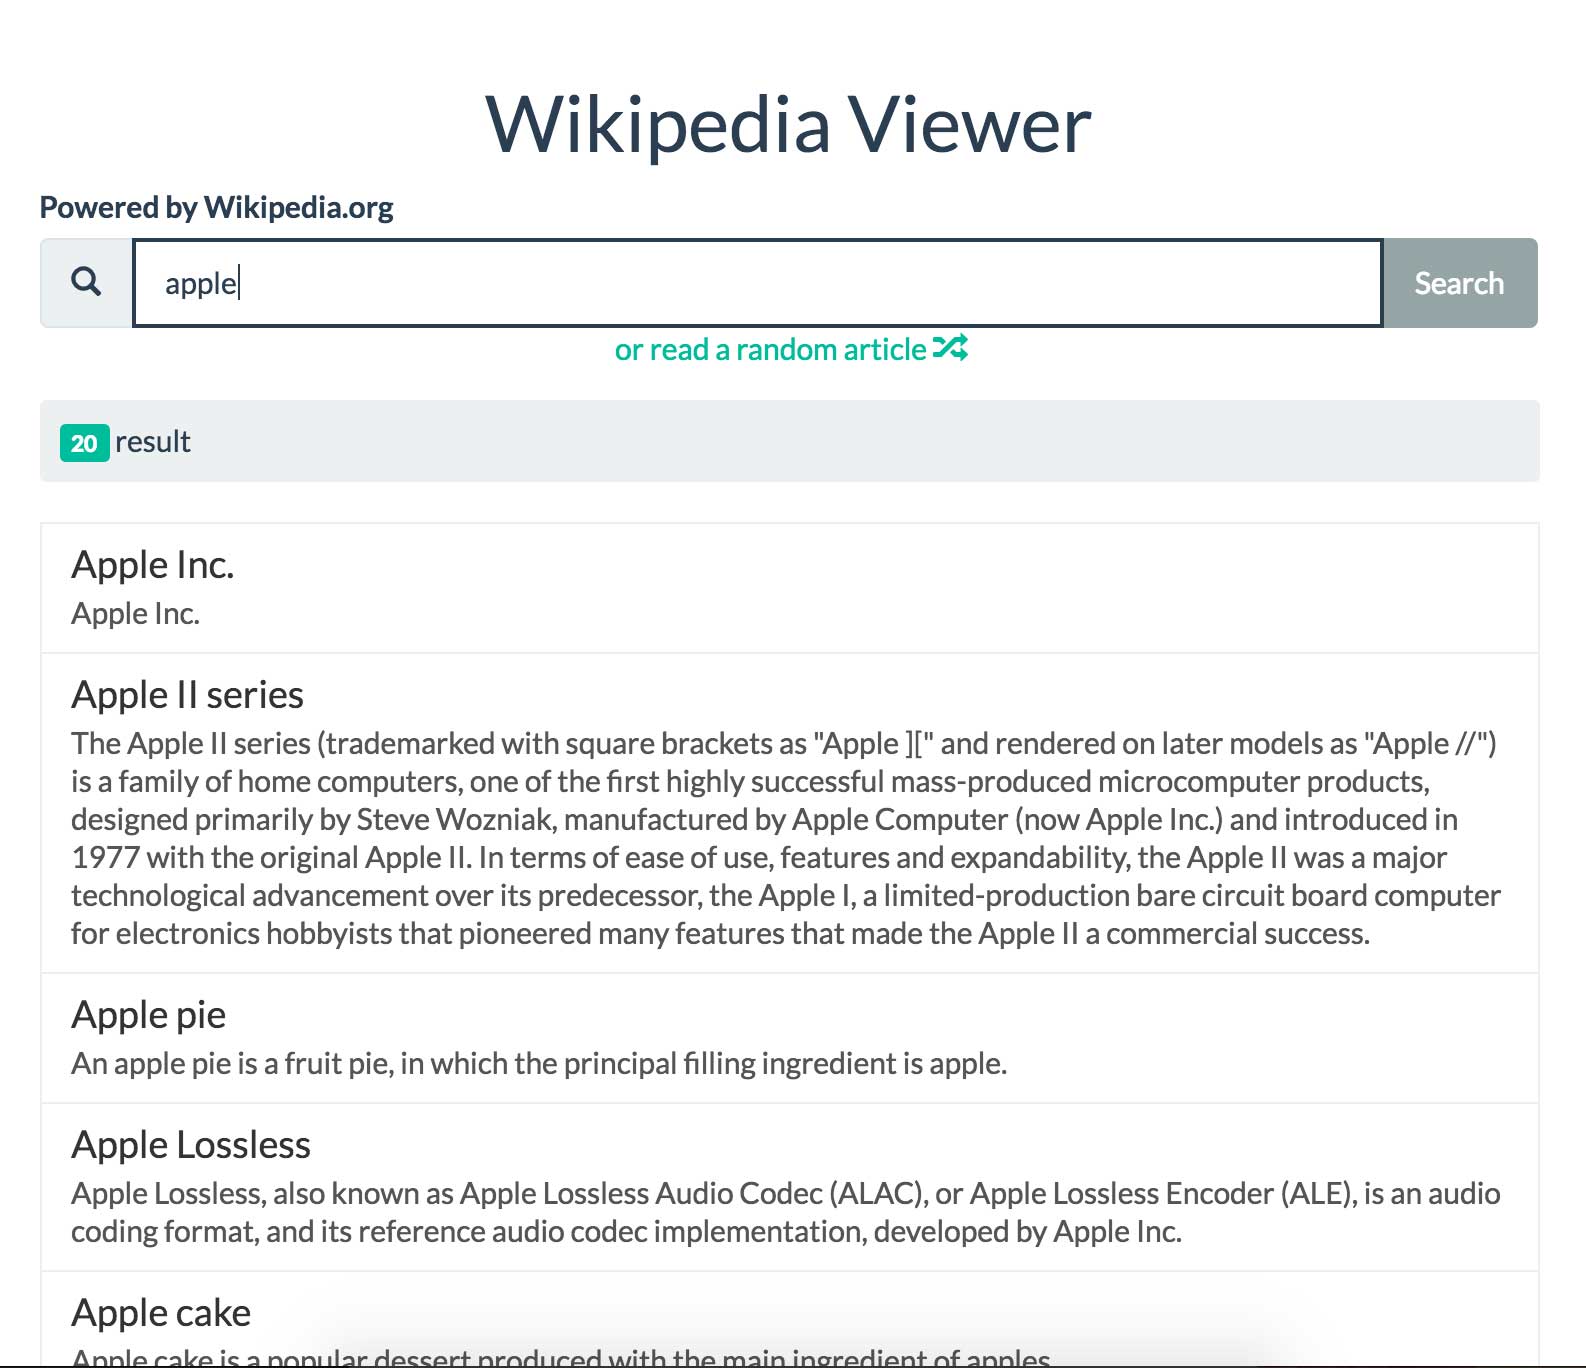 Wikipedia Viewer
Powered by Wikipedia.org
apple
Search
or read a random article
20 result
Apple Inc.
Apple Inc.
Apple II series
The Apple II series (trademarked with square brackets as "Apple ][" and rendered on later models as "Apple //")
is a family of home computers, one of the first highly successful mass-produced microcomputer products,
designed primarily by Steve Wozniak, manufactured by Apple Computer (now Apple Inc.) and introduced in
1977 with the original Apple II. In terms of ease of use, features and expandability, the Apple II was a major
technological advancement over its predecessor, the Apple I, a limited-production bare circuit board computer
for electronics hobbyists that pioneered many features that made the Apple II a commercial success.
Apple pie
An apple pie is a fruit pie, in which the principal filling ingredient is apple.
Apple Lossless
Apple Lossless, also known as Apple Lossless Audio Codec (ALAC), or Apple Lossless Encoder (ALE), is an audio
coding format, and its reference audio codec implementation, developed by Apple Inc.
Apple cake
Apple cake is a popular dessert produced with the main ingredient of apples.